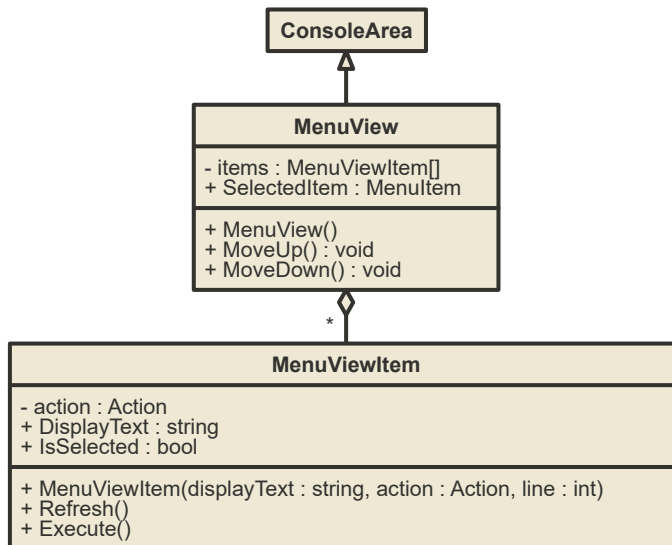 ConsoleArea
MenuView
- items : MenuViewItem[]
+ SelectedItem : MenuItem
+ MenuView()
+ MoveUp() : void
+ MoveDown() : void
*
MenuViewItem
- action : Action
+ DisplayText : string
+ IsSelected : bool
+ MenuViewItem(displayText : string, action : Action, line : int)
+ Refresh()
+ Execute()